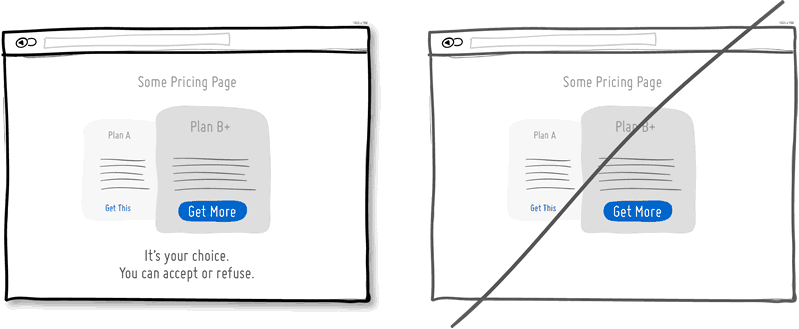 Some Pricing Page
Plan A
Plan B+
Get This
Get More
It's your choice.
You can accept or refuse.
Some Pricing Page
Plan A
Plan B+
Get This
Get More